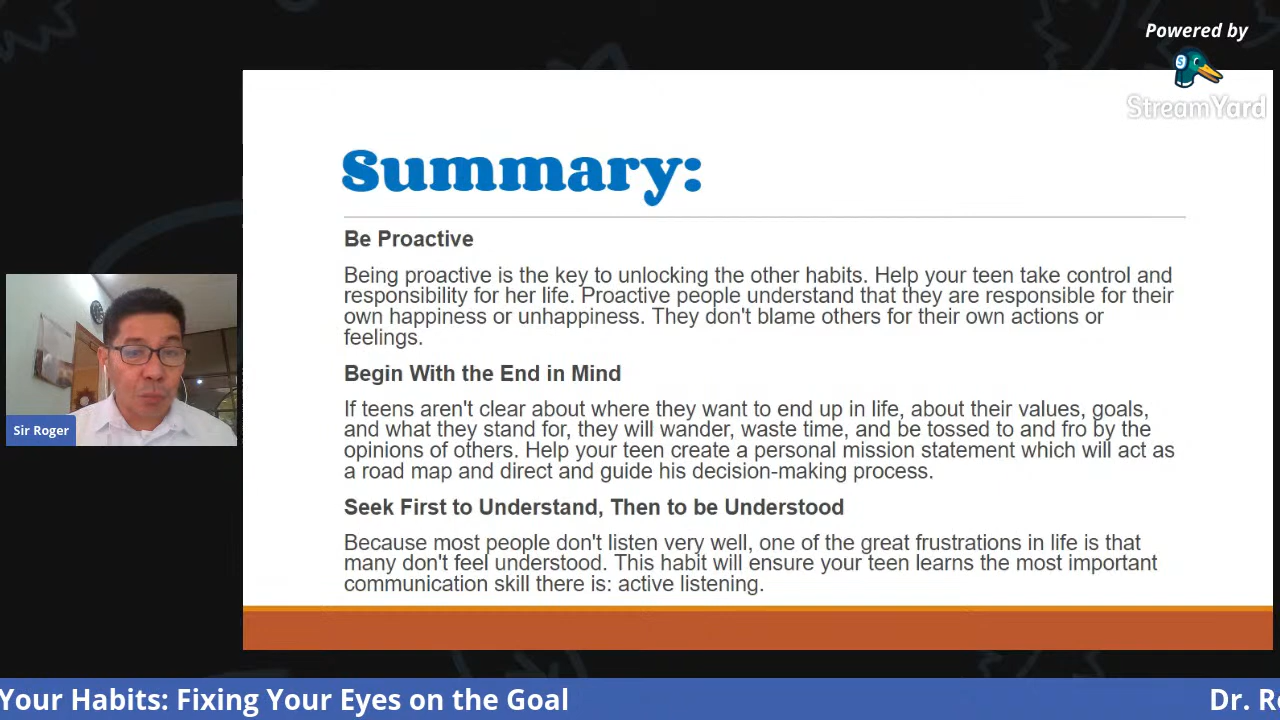 Powered by
S
StreamYard
Summary:
Be Proactive
Being proactive is the key to unlocking the other habits. Help your teen take control and
responsibility for her life. Proactive people understand that they are responsible for their
own happiness or unhappiness. They don't blame others for their own actions or
feelings.
Begin With the End in Mind
If teens aren't clear about where they want to end up in life, about their values, goals,
and what they stand for, they will wander, waste time, and be tossed to and fro by the
opinions of others. Help your teen create a personal mission statement which will act as
a road map and direct and guide his decision-making process.
Seek First to Understand, Then to be Understood
Because most people don't listen very well, one of the great frustrations in life is that
many don't feel understood. This habit will ensure your teen learns the most important
communication skill there is: active listening.
Sir Roger
Your Habits: Fixing Your Eyes on the Goal
Dr.